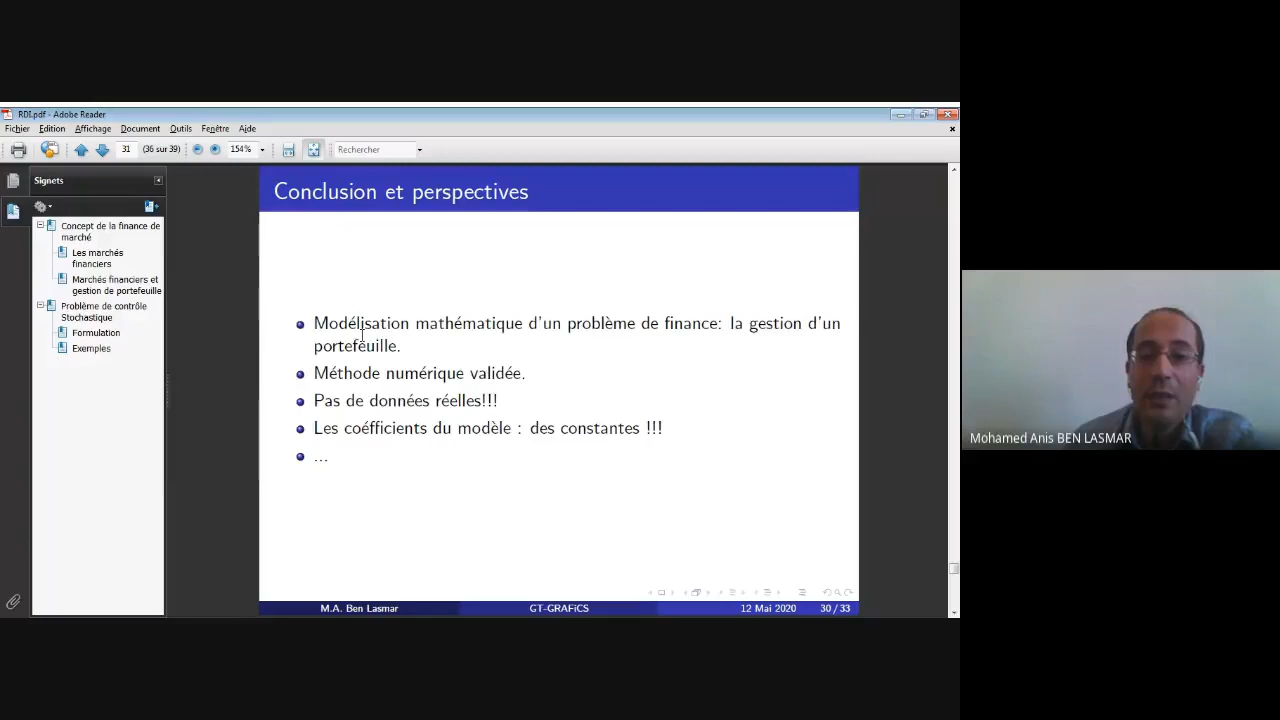 RDI.pdf - Adobe Reader
Fichier Edition Affichage Document Outils Fenêtre Aide
31 (36 sur 39) 154% Rechercher
Signets
Concept de la finance de
marché
Les marchés
financiers
Marchés financiers et
gestion de portefeuille
Problème de contrôle
Stochastique
Formulation
Exemples
Conclusion et perspectives
Modélisation mathématique d'un problème de finance: la gestion d'un
portefeuille.
Méthode numérique validée.
Pas de données réelles!!!
Les coéfficients du modèle : des constantes !!!
...
M.A. Ben Lasmar GT-GRAFiCS 12 Mai 2020 30 / 33
Mohamed Anis BEN LASMAR